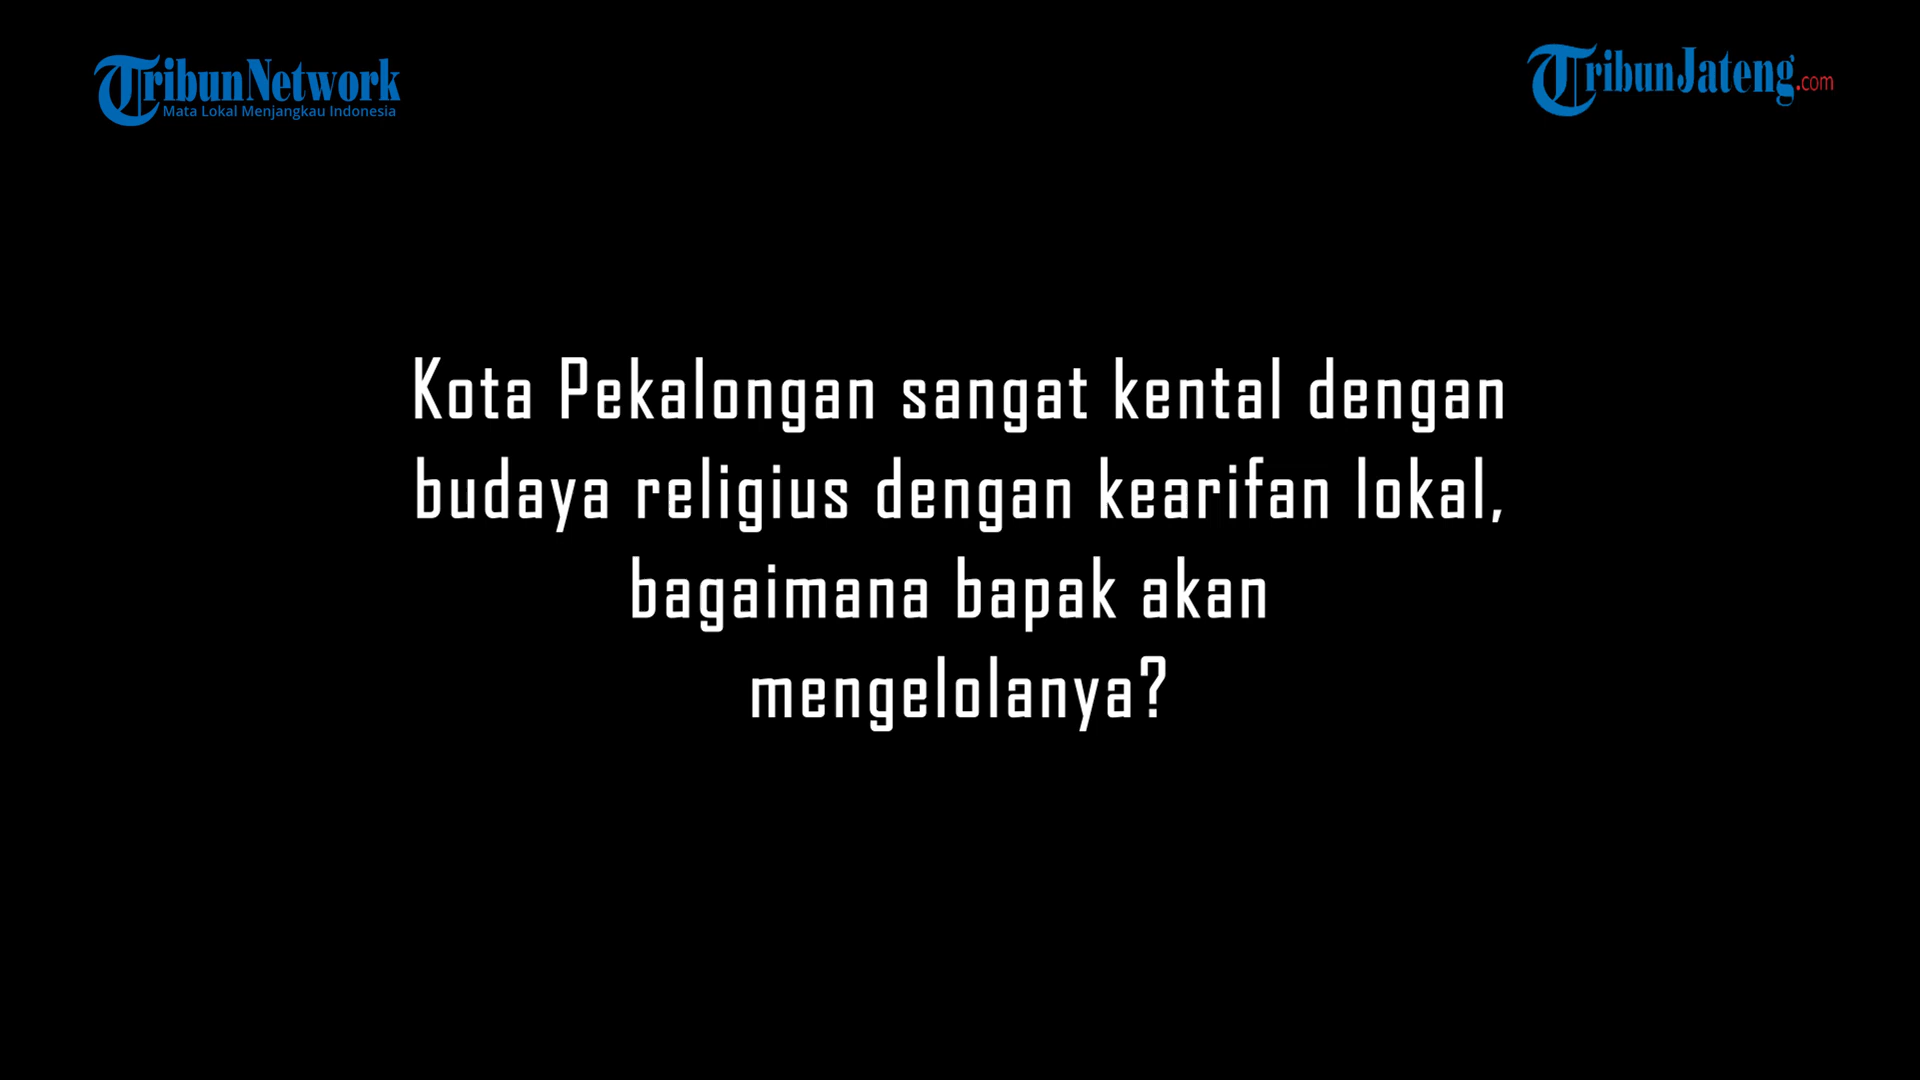 TribunNetwork
Mata Lokal Menjangkau Indonesia
TribunJateng.com
Kota Pekalongan sangat kental dengan
budaya religius dengan kearifan lokal,
bagaimana bapak akan
mengelolanya?